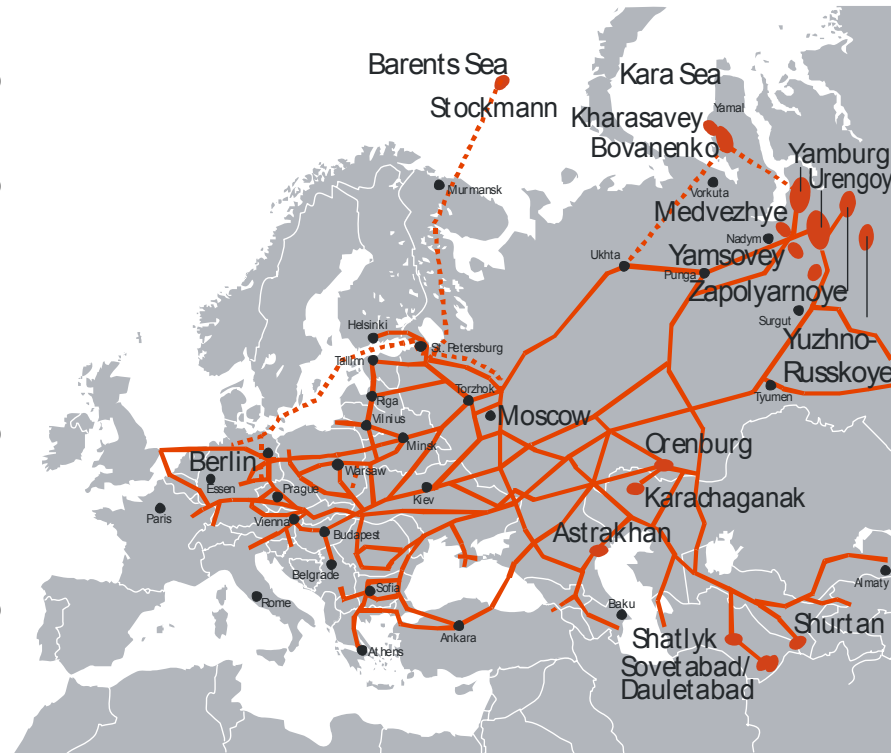 Barents Sea
Kara Sea
Stockmann
Yamal
Kharasavey
Bovanenko
Yamburg
Urengoy
Murmansk
Vorkuta
Medvezhye
Nadym
Ukhta
Yamsovey
Punga
Zapolyarnoye
Surgut
Helsinki
St. Petersburg
Yuzhno-
Russkoye
Tallinn
Torzhok
Tyumen
Riga
Moscow
Vilnius
Minsk
Orenburg
Berlin
Warsaw
Essen
Prague
Kiev
Karachaganak
Paris
Vienna
Budapest
Astrakhan
Belgrade
Sofia
Almaty
Rome
Baku
Ankara
Shatlyk
Shurtan
Athens
Sovetabad/
Dauletabad